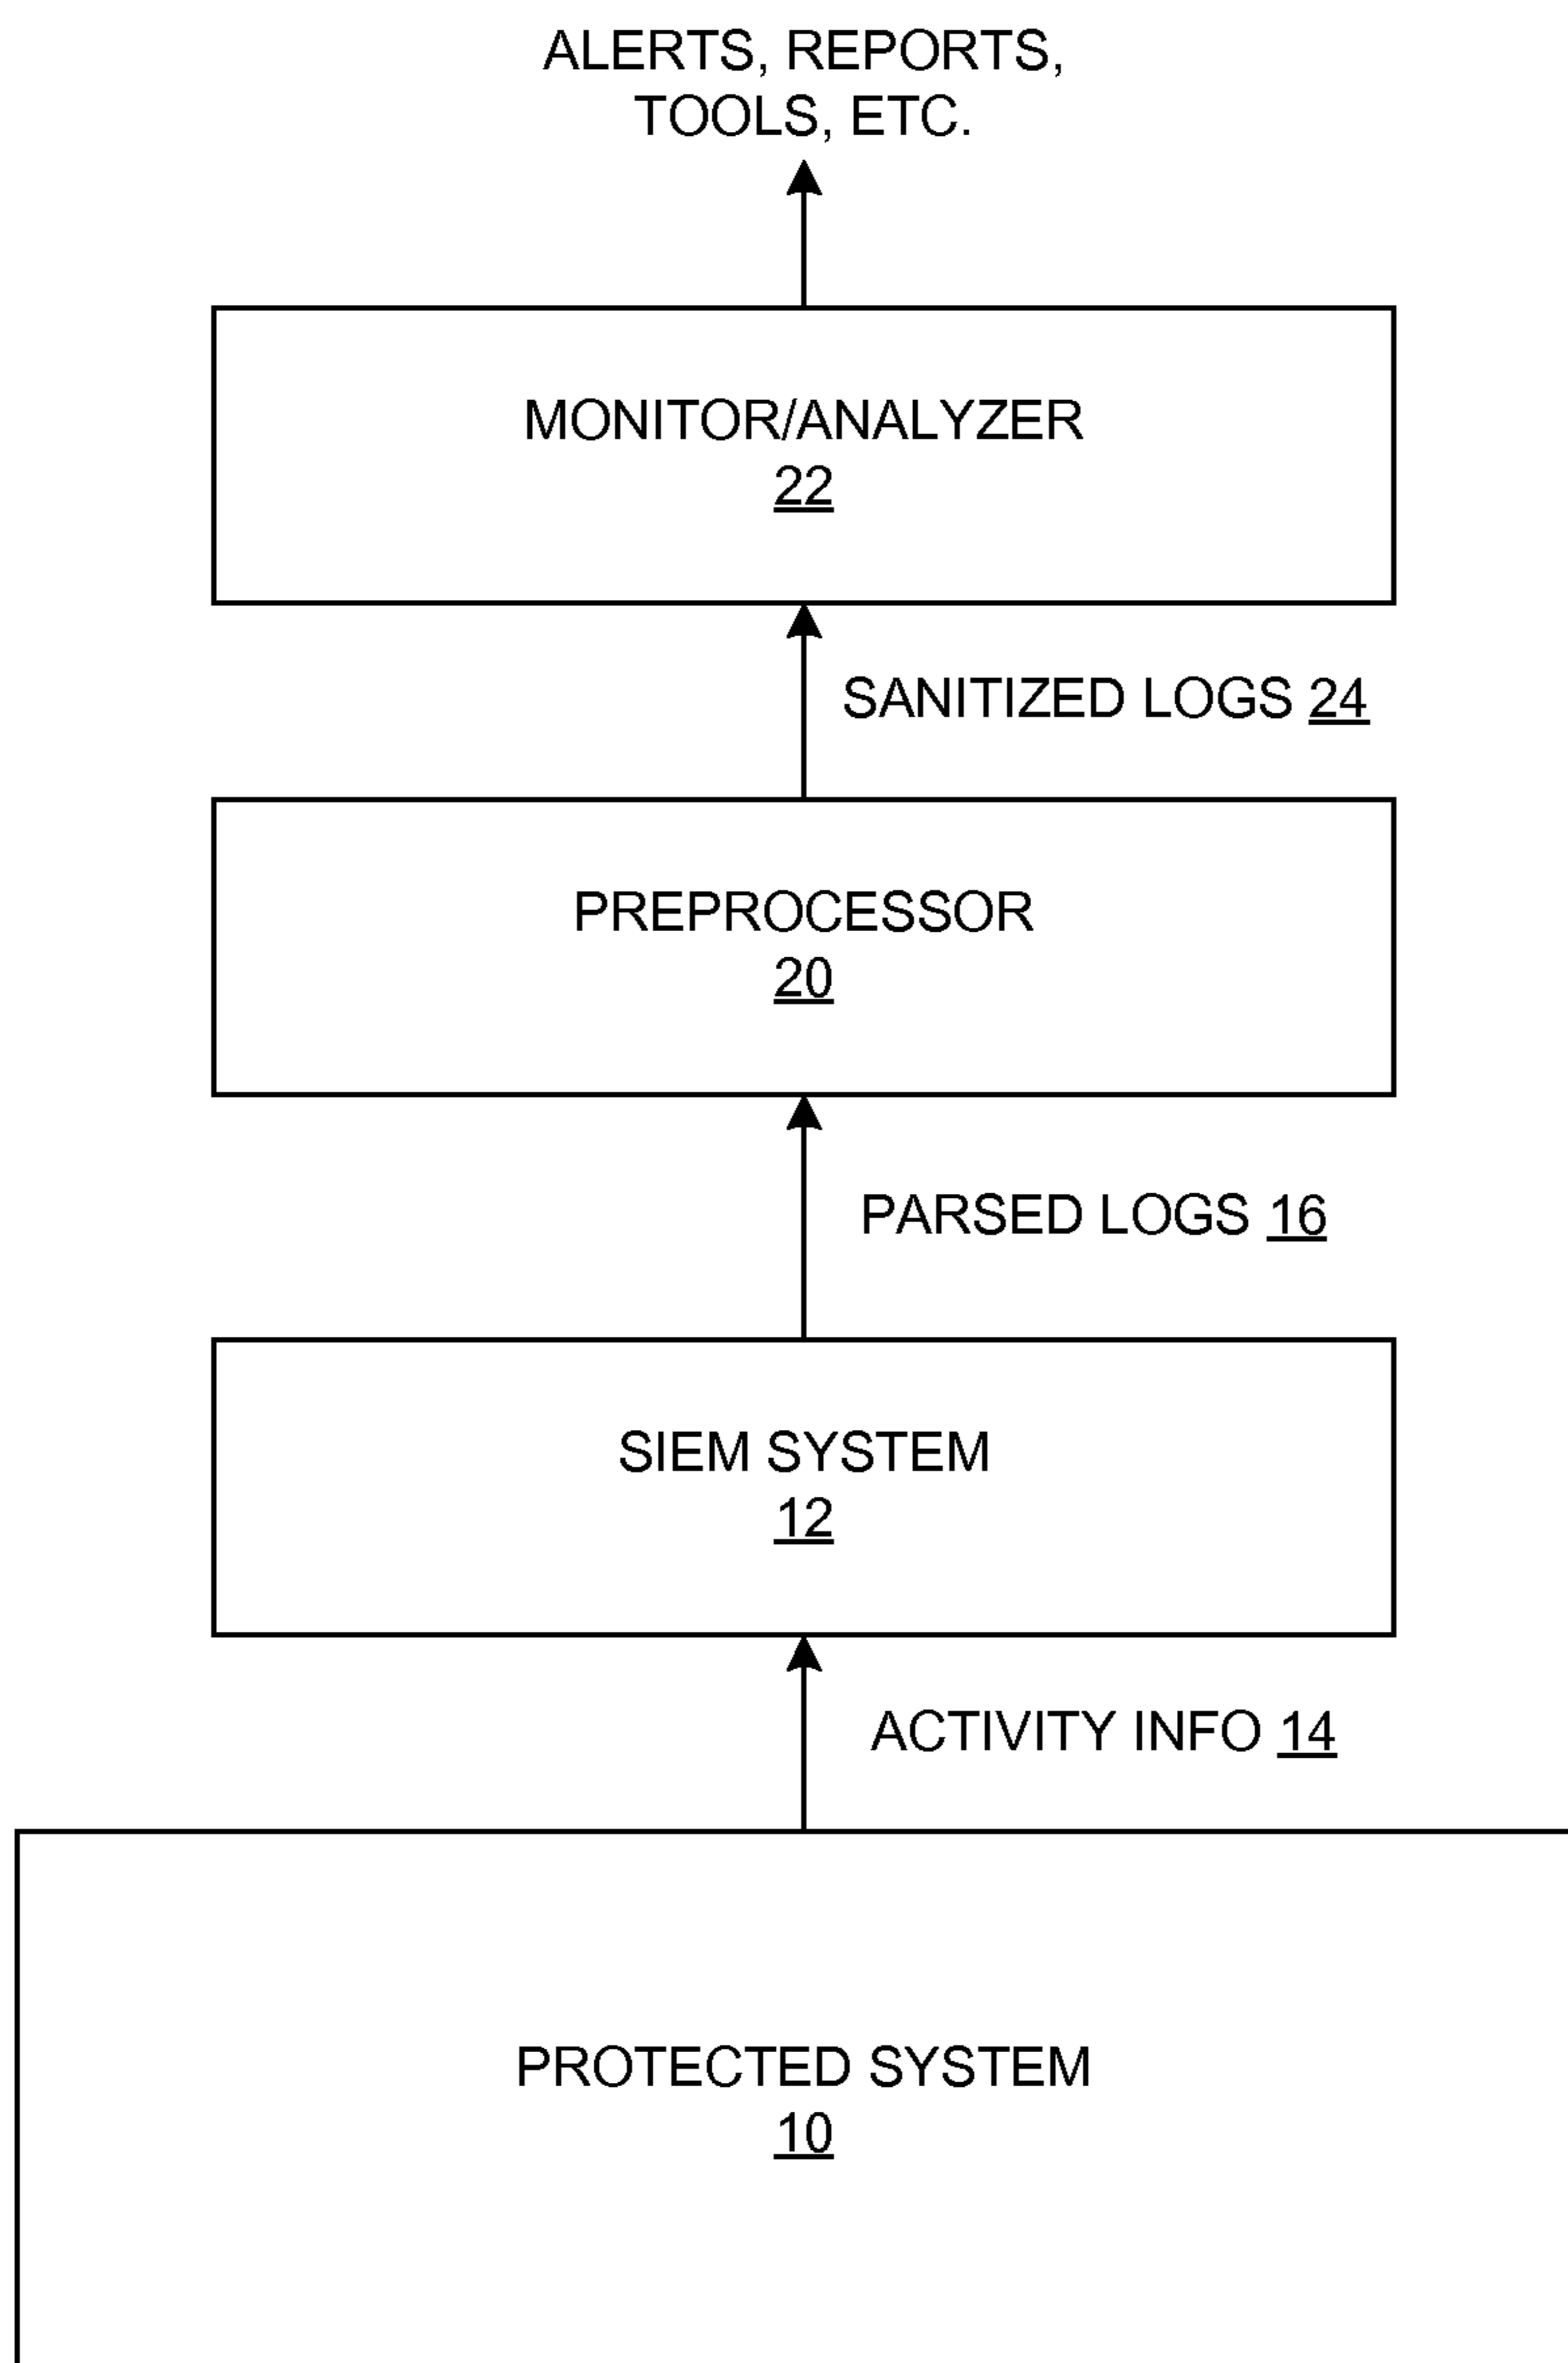 ALERTS, REPORTS,
TOOLS, ETC.
MONITOR/ANALYZER
22
SANITIZED LOGS 24
PREPROCESSOR
20
PARSED LOGS 16
SIEM SYSTEM
12
ACTIVITY INFO 14
PROTECTED SYSTEM
10